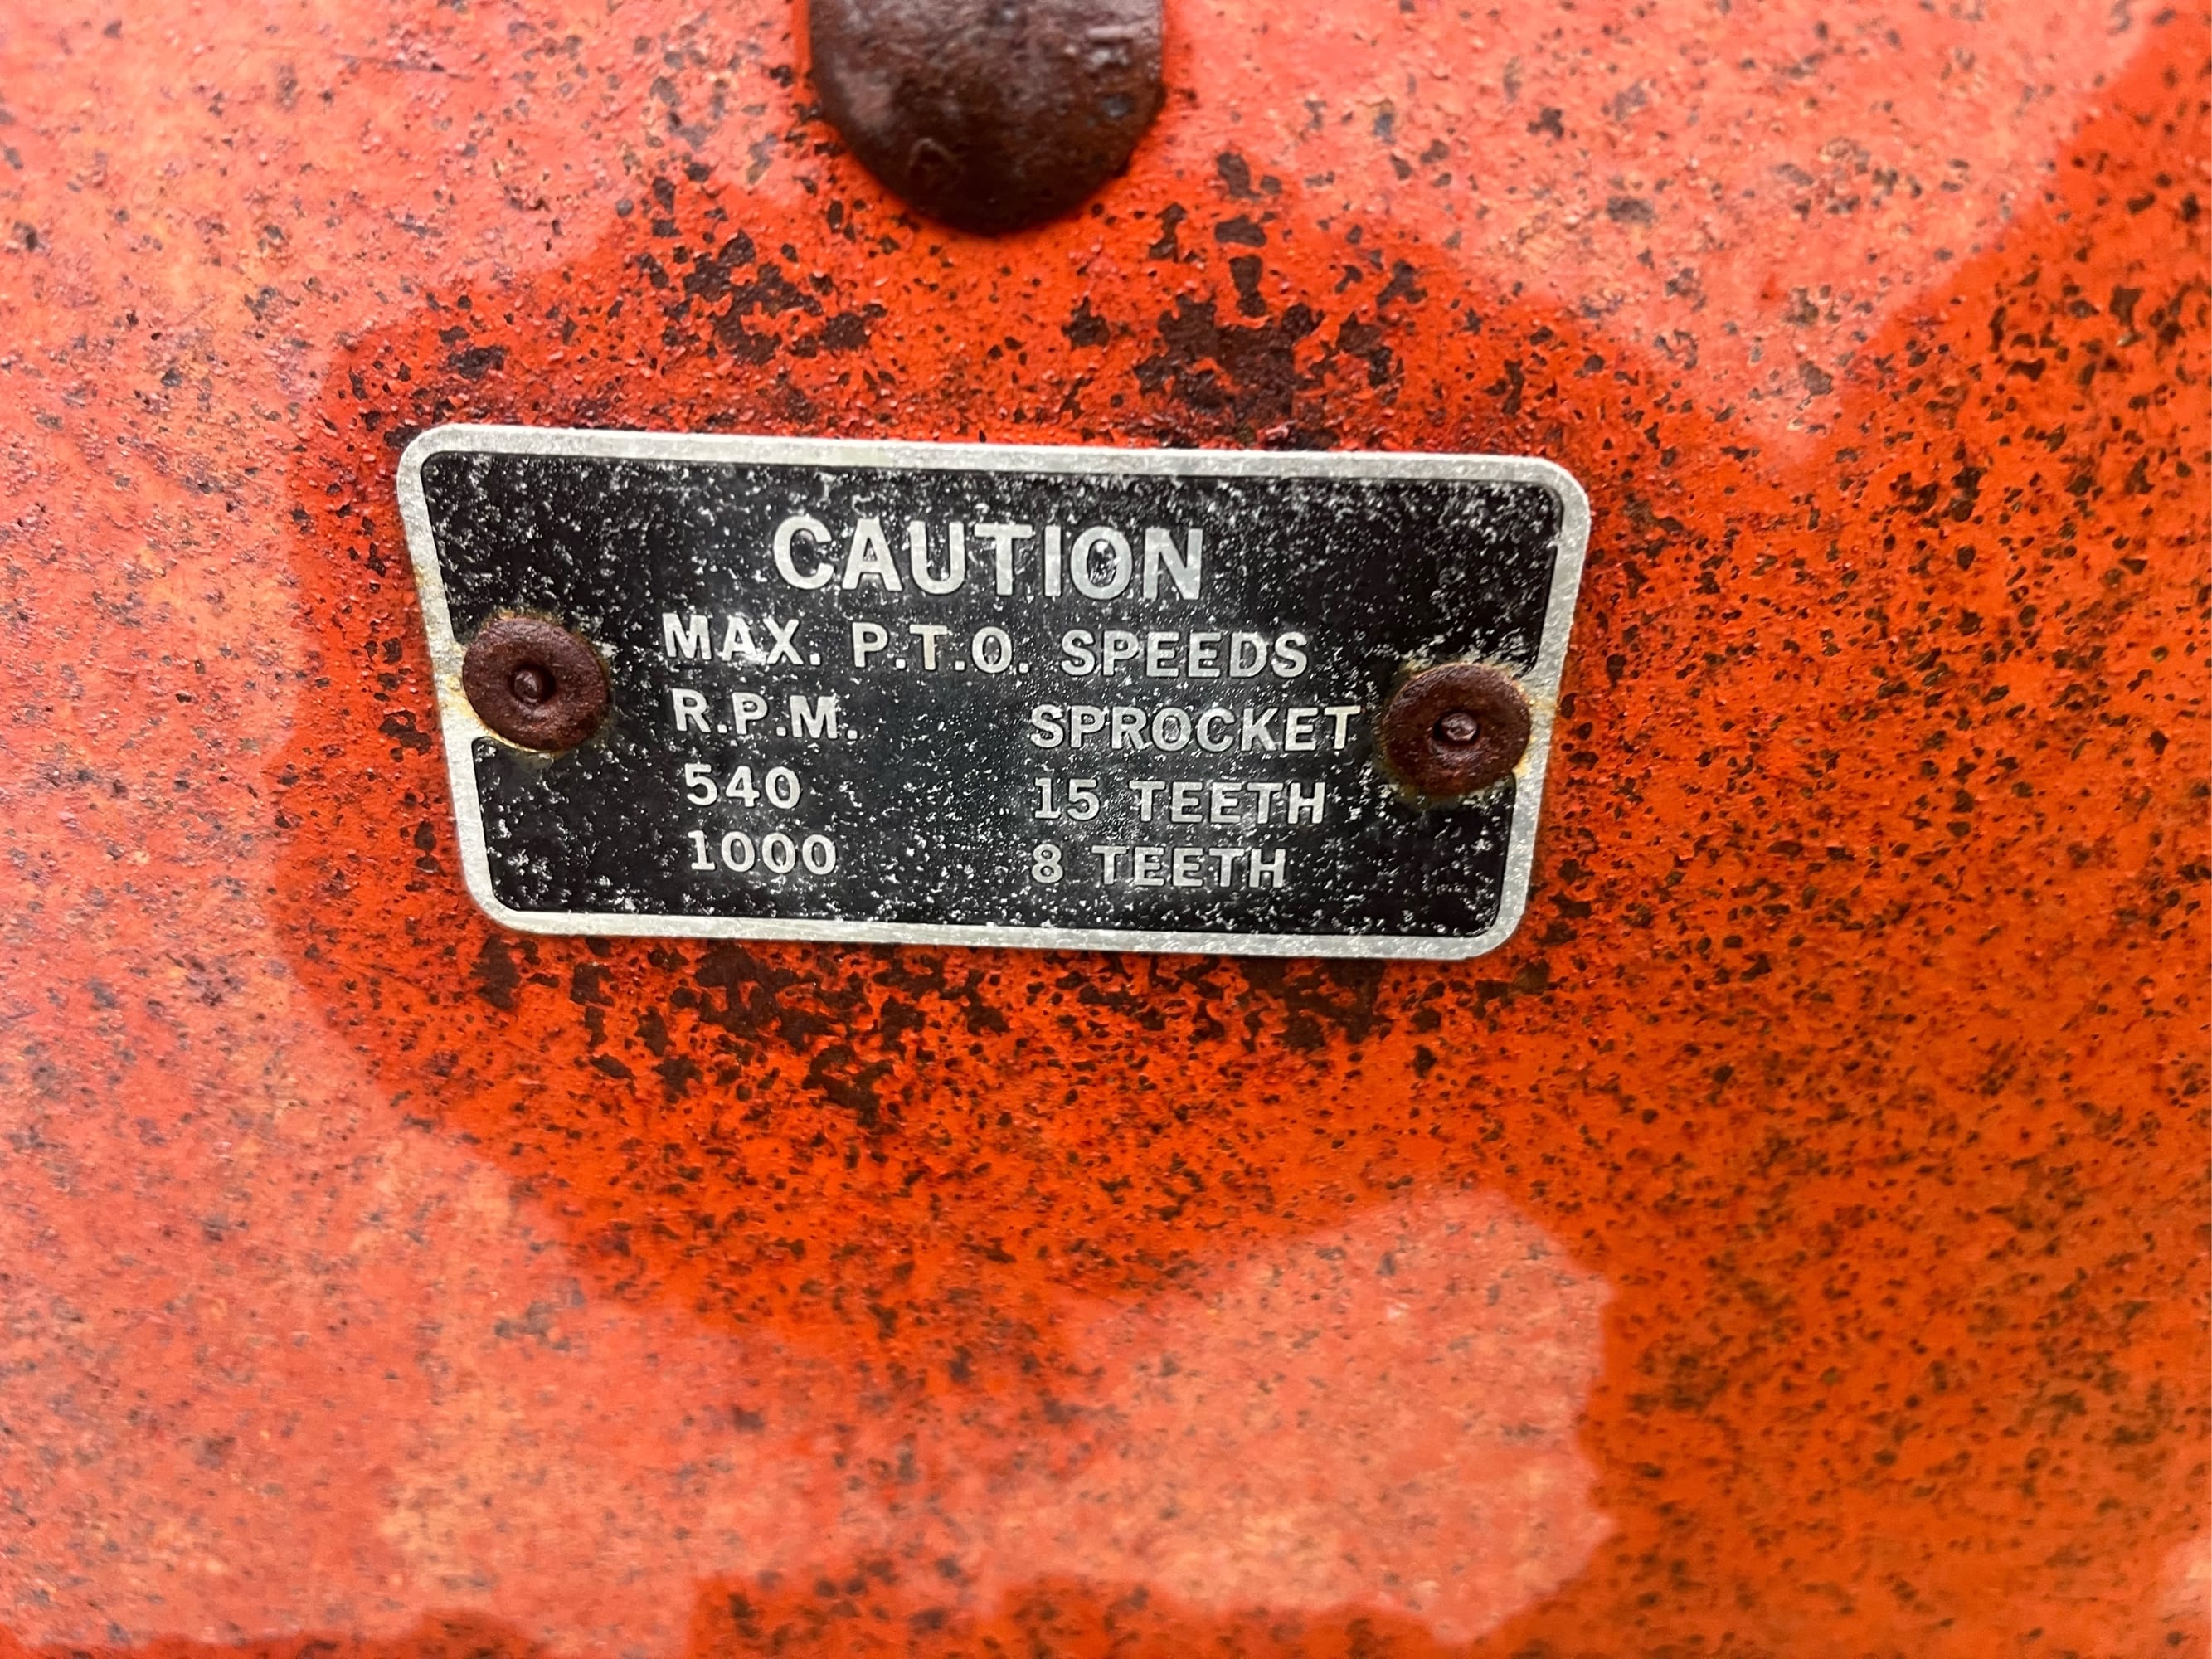 CAUTION
MAX. P.T.O. SPEEDS
R.P.M. SPROCKET
540 15 TEETH
1000 8 TEETH